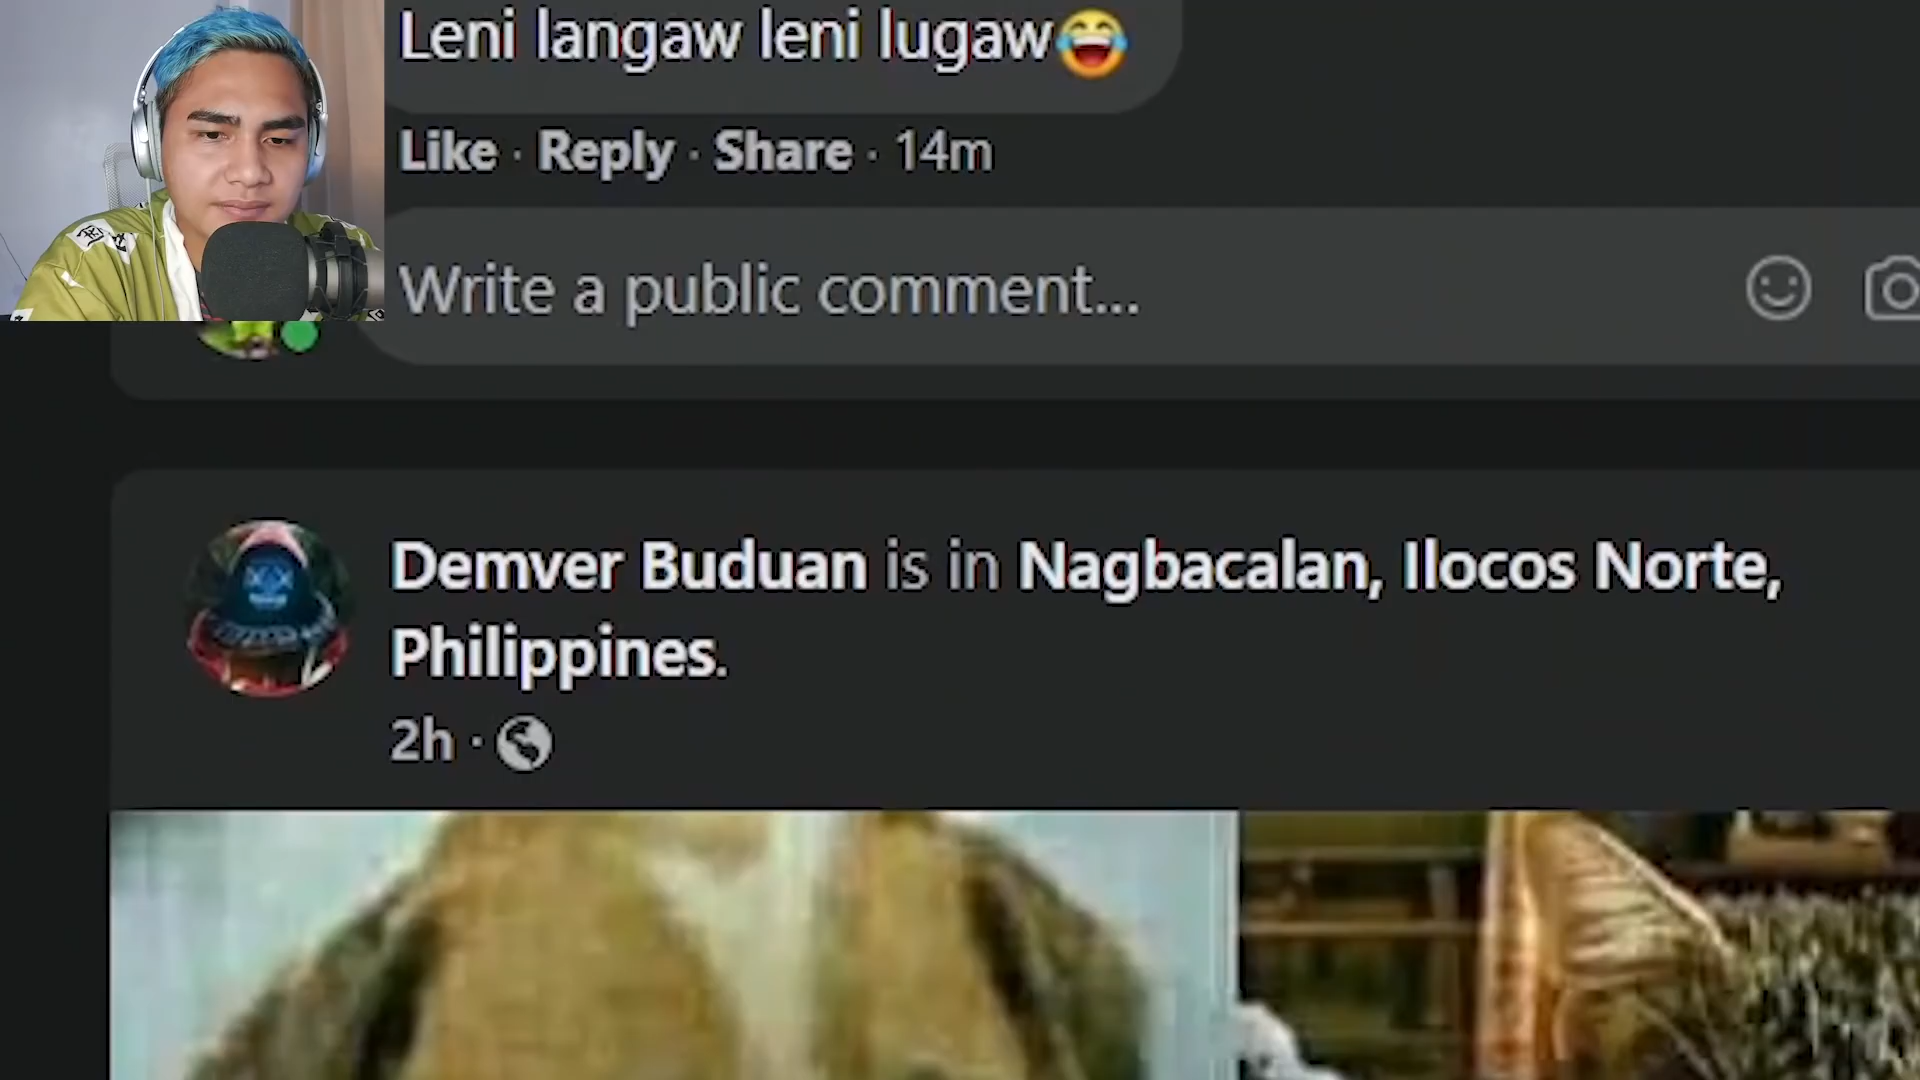 Leni langaw leni lugaw😂
Like · Reply · Share · 14m
Write a public comment...
Demver Buduan is in Nagbacalan, Ilocos Norte,
Philippines.
2h ·